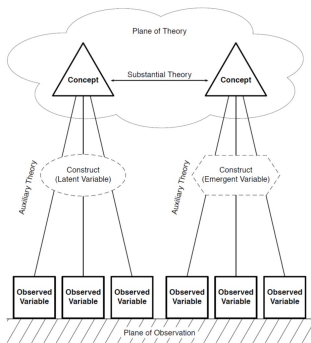 Plane of Theory
Substantial Theory
Concept
Concept
Auxiliary Theory
Construct
(Latent Variable)
Auxiliary Theory
Construct
(Emergent Variable)
Observed
Variable
Observed
Variable
Observed
Variable
Observed
Variable
Observed
Variable
Observed
Variable
Plane of Observation